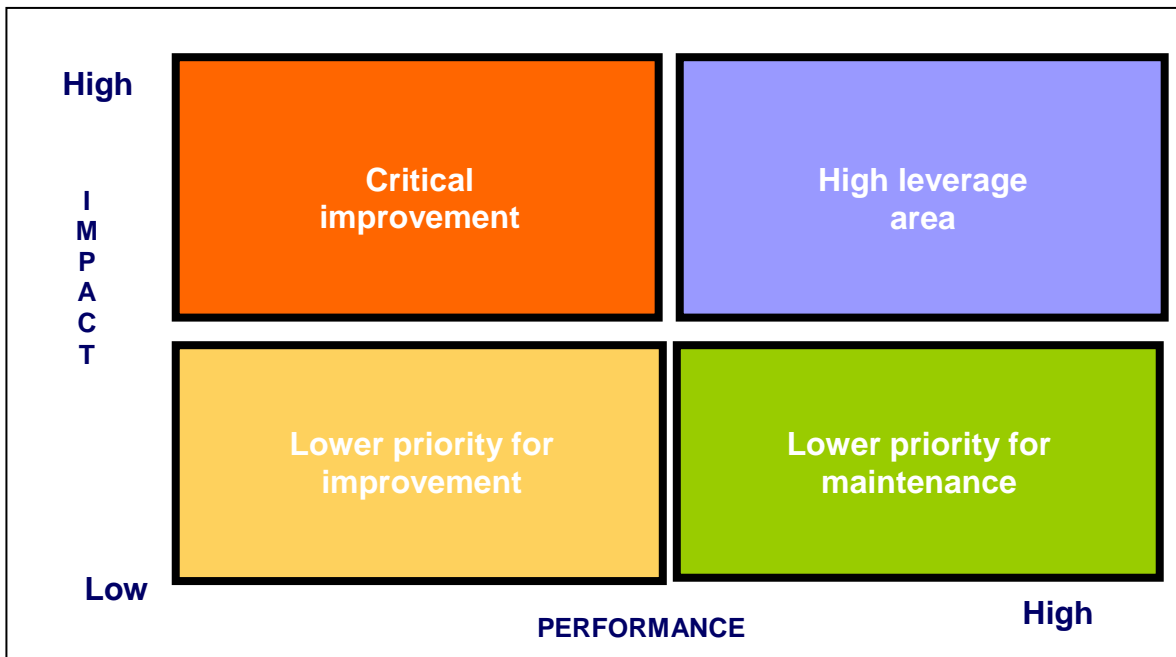 High
I
M
P
A
C
T
Critical
improvement
High leverage
area
Lower priority for
improvement
Lower priority for
maintenance
Low
High
PERFORMANCE